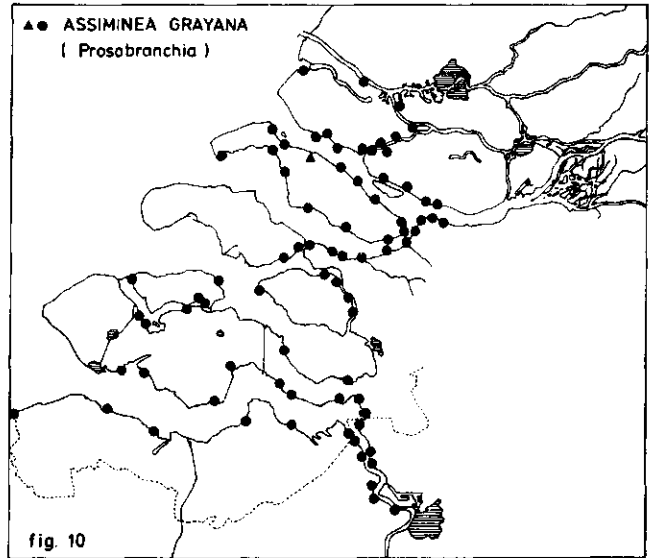 ▲● ASSIMINEA GRAYANA
( Prosobranchia )
fig. 10